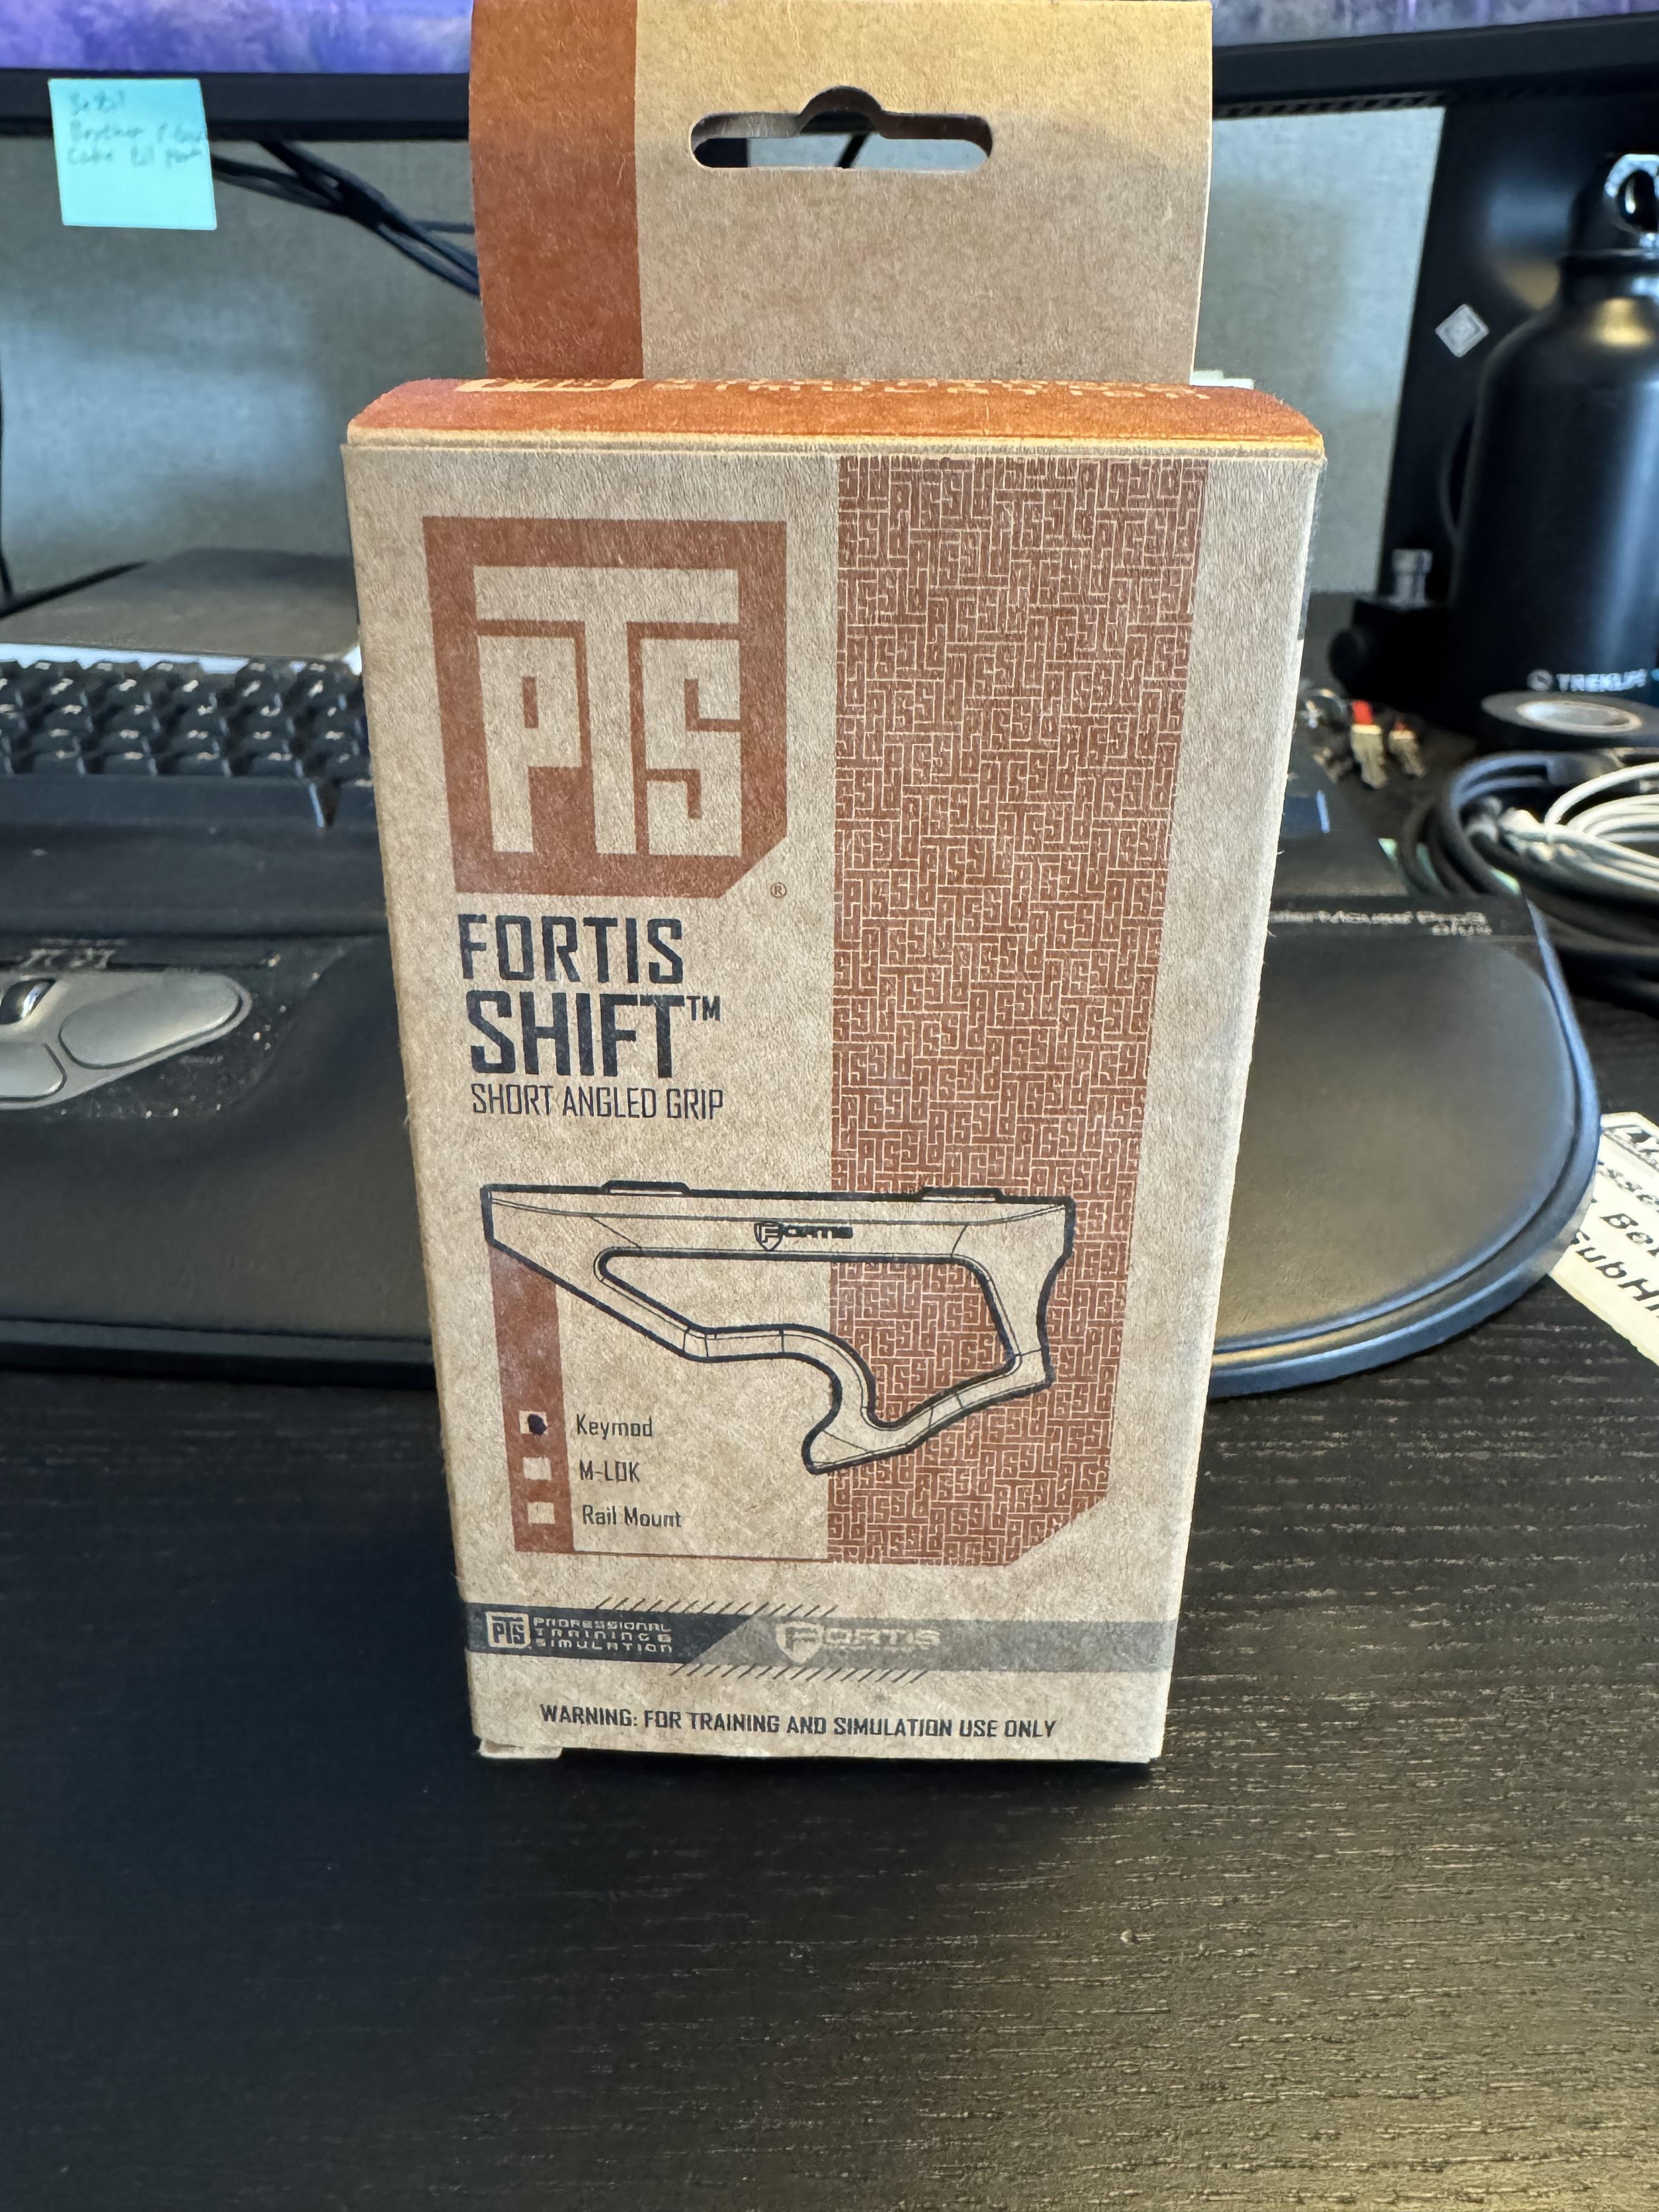 PTS
®
FORTIS
SHIFT™
SHORT ANGLED GRIP
FORTIS
Keymod
M-LOK
Rail Mount
PTS PROFESSIONAL
TRAINING &
SIMULATION
FORTIS
WARNING: FOR TRAINING AND SIMULATION USE ONLY
TREKLIFE